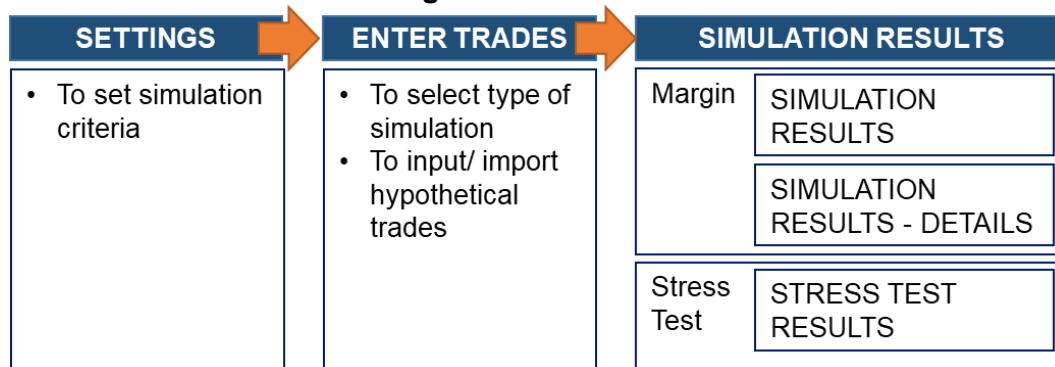 SETTINGS
ENTER TRADES
SIMULATION RESULTS
• To set simulation
criteria
• To select type of
simulation
• To input/ import
hypothetical
trades
Margin
SIMULATION
RESULTS
SIMULATION
RESULTS - DETAILS
Stress
Test
STRESS TEST
RESULTS